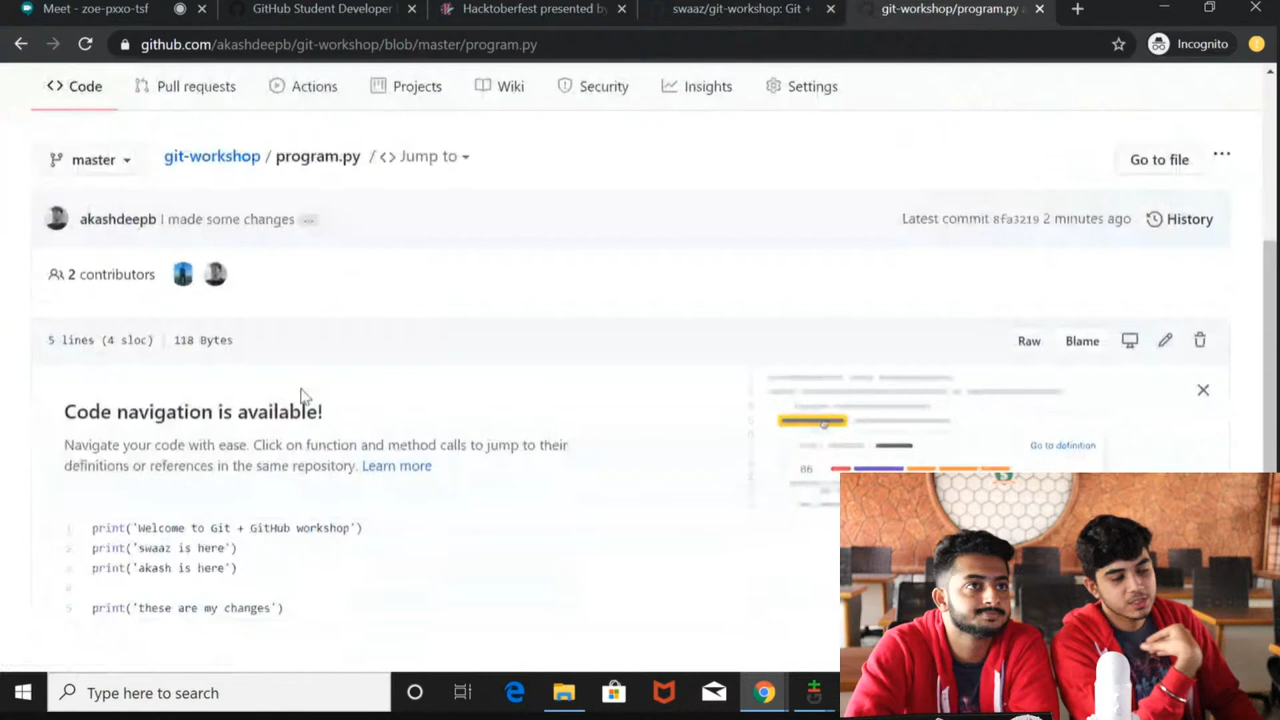 Meet - zoe-pxxo-tsf
GitHub Student Developer
Hacktoberfest presented by
swaaz/git-workshop: Git +
git-workshop/program.py
github.com/akashdeepb/git-workshop/blob/master/program.py
Incognito
<> Code
Pull requests
Actions
Projects
Wiki
Security
Insights
Settings
master
git-workshop / program.py / <> Jump to
Go to file
...
akashdeepb I made some changes ...
Latest commit 8fa3219 2 minutes ago
History
2 contributors
5 lines (4 sloc) 118 Bytes
Raw
Blame
Code navigation is available!
Navigate your code with ease. Click on function and method calls to jump to their
definitions or references in the same repository. Learn more
Go to definition
86
print('Welcome to Git + GitHub workshop')
print('swaaz is here')
print('akash is here')
5 print('these are my changes')
Type here to search